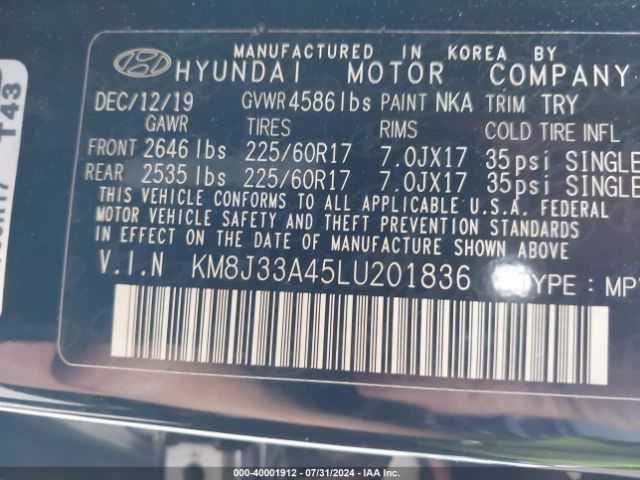 MANUFACTURED IN KOREA BY
HYUNDAI MOTOR COMPANY
DEC/12/19 GVWR 4586 lbs PAINT NKA TRIM TRY
GAWR TIRES RIMS COLD TIRE INFL
FRONT 2646 lbs 225/60R17 7.0JX17 35psi SINGLE
REAR 2535 lbs 225/60R17 7.0JX17 35psi SINGLE
THIS VEHICLE CONFORMS TO ALL APPLICABLE U.S.A. FEDERAL
MOTOR VEHICLE SAFETY AND THEFT PREVENTION STANDARDS
IN EFFECT ON THE DATE OF MANUFACTURE SHOWN ABOVE
V.I.N KM8J33A45LU201836 TYPE : MPV
T43
000-40001912 - 07/31/2024 - IAA Inc.